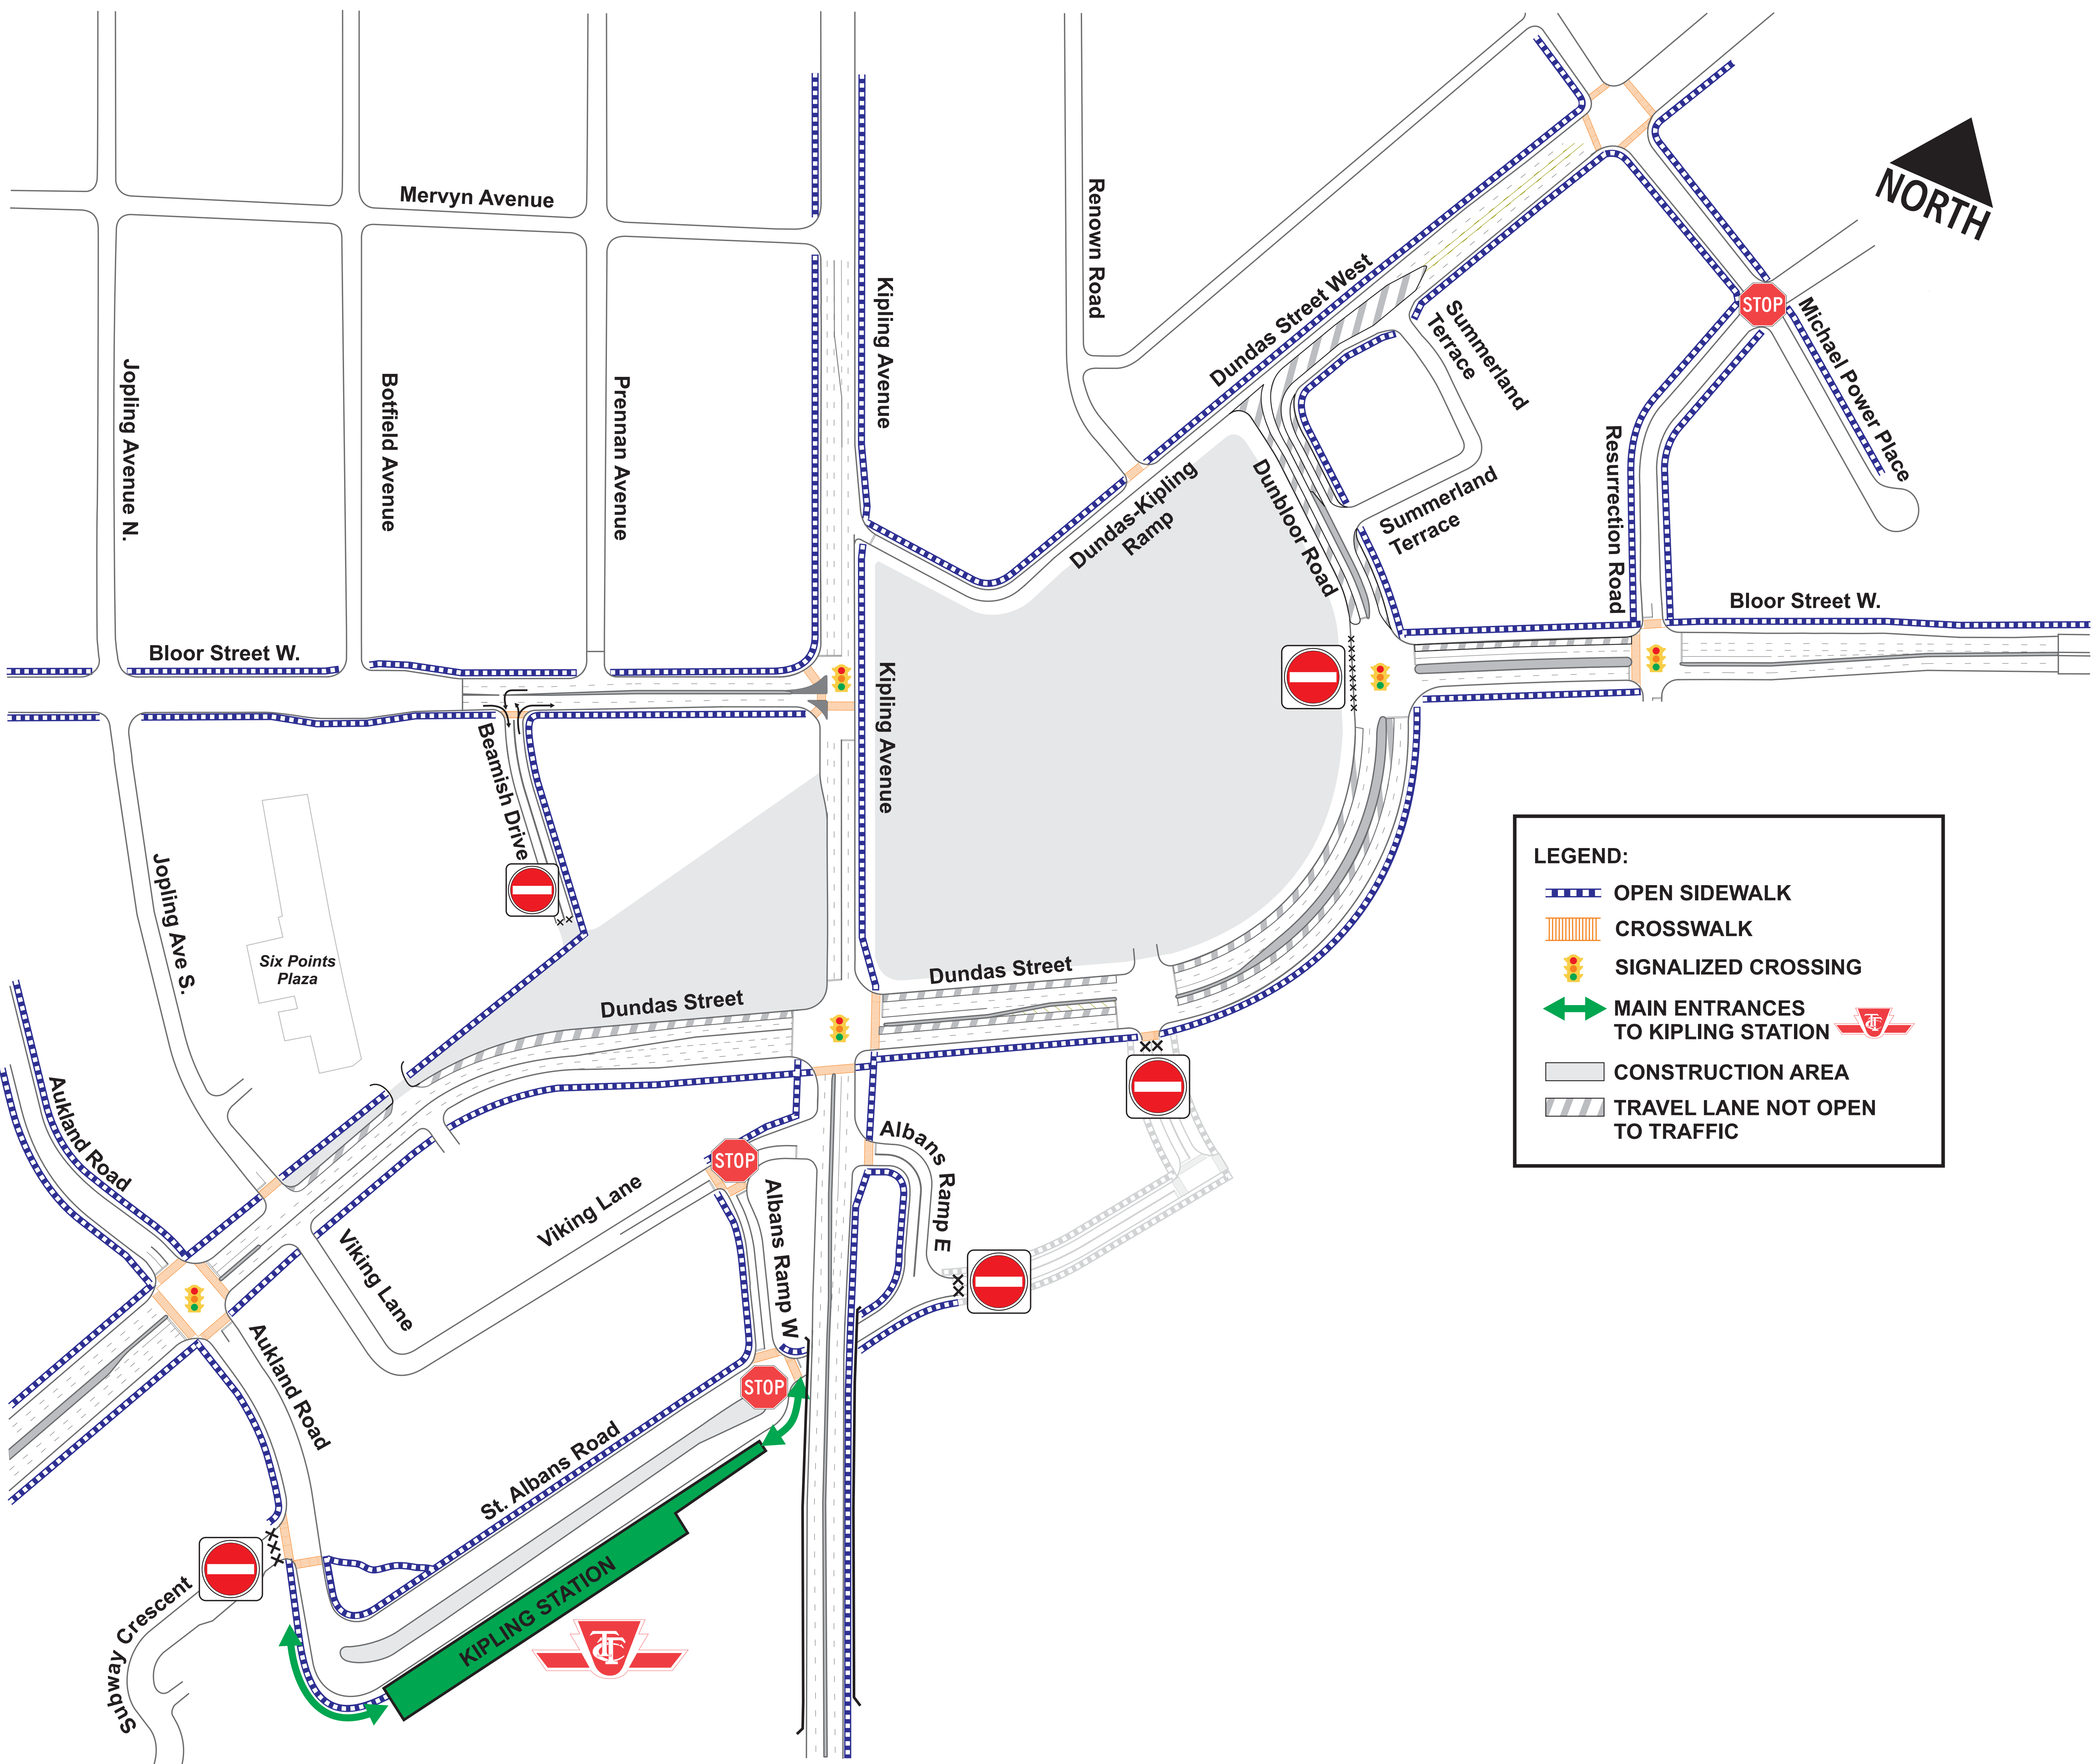 Mervyn Avenue
Renown Road
NORTH
Kipling Avenue
Dundas Street West
Summerland
Terrace
Michael Power Place
STOP
Jopling Avenue N.
Botfield Avenue
Prennan Avenue
Dundas-Kipling
Ramp
Dunbloor Road
Summerland
Terrace
Resurrection Road
Bloor Street W.
Bloor Street W.
Kipling Avenue
Beamish Drive
Jopling Ave S.
Six Points
Plaza
Dundas Street
Dundas Street
LEGEND:
OPEN SIDEWALK
CROSSWALK
SIGNALIZED CROSSING
MAIN ENTRANCES
TO KIPLING STATION
TTC
CONSTRUCTION AREA
TRAVEL LANE NOT OPEN
TO TRAFFIC
Aukland Road
STOP
Albans Ramp E
Viking Lane
Viking Lane
Albans Ramp W
Aukland Road
STOP
St. Albans Road
KIPLING STATION
TTC
Subway Crescent